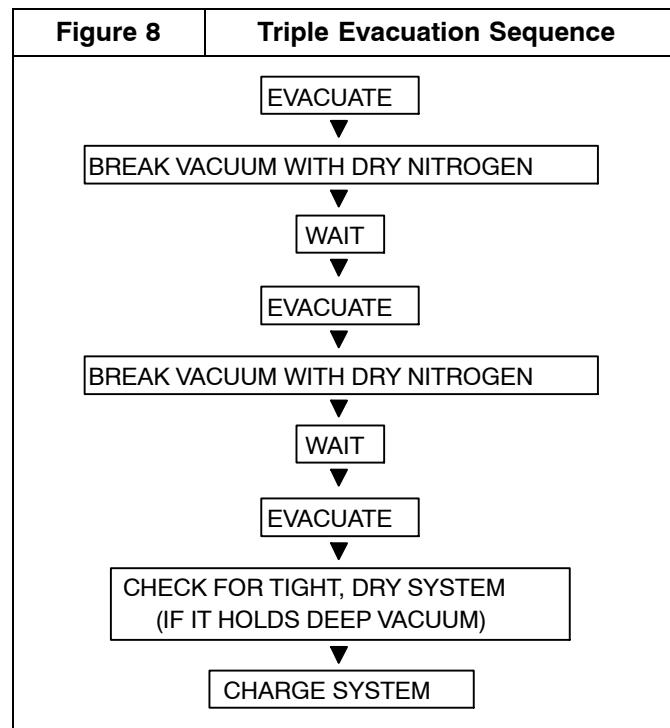 Figure 8
Triple Evacuation Sequence
EVACUATE
BREAK VACUUM WITH DRY NITROGEN
WAIT
EVACUATE
BREAK VACUUM WITH DRY NITROGEN
WAIT
EVACUATE
CHECK FOR TIGHT, DRY SYSTEM
(IF IT HOLDS DEEP VACUUM)
CHARGE SYSTEM